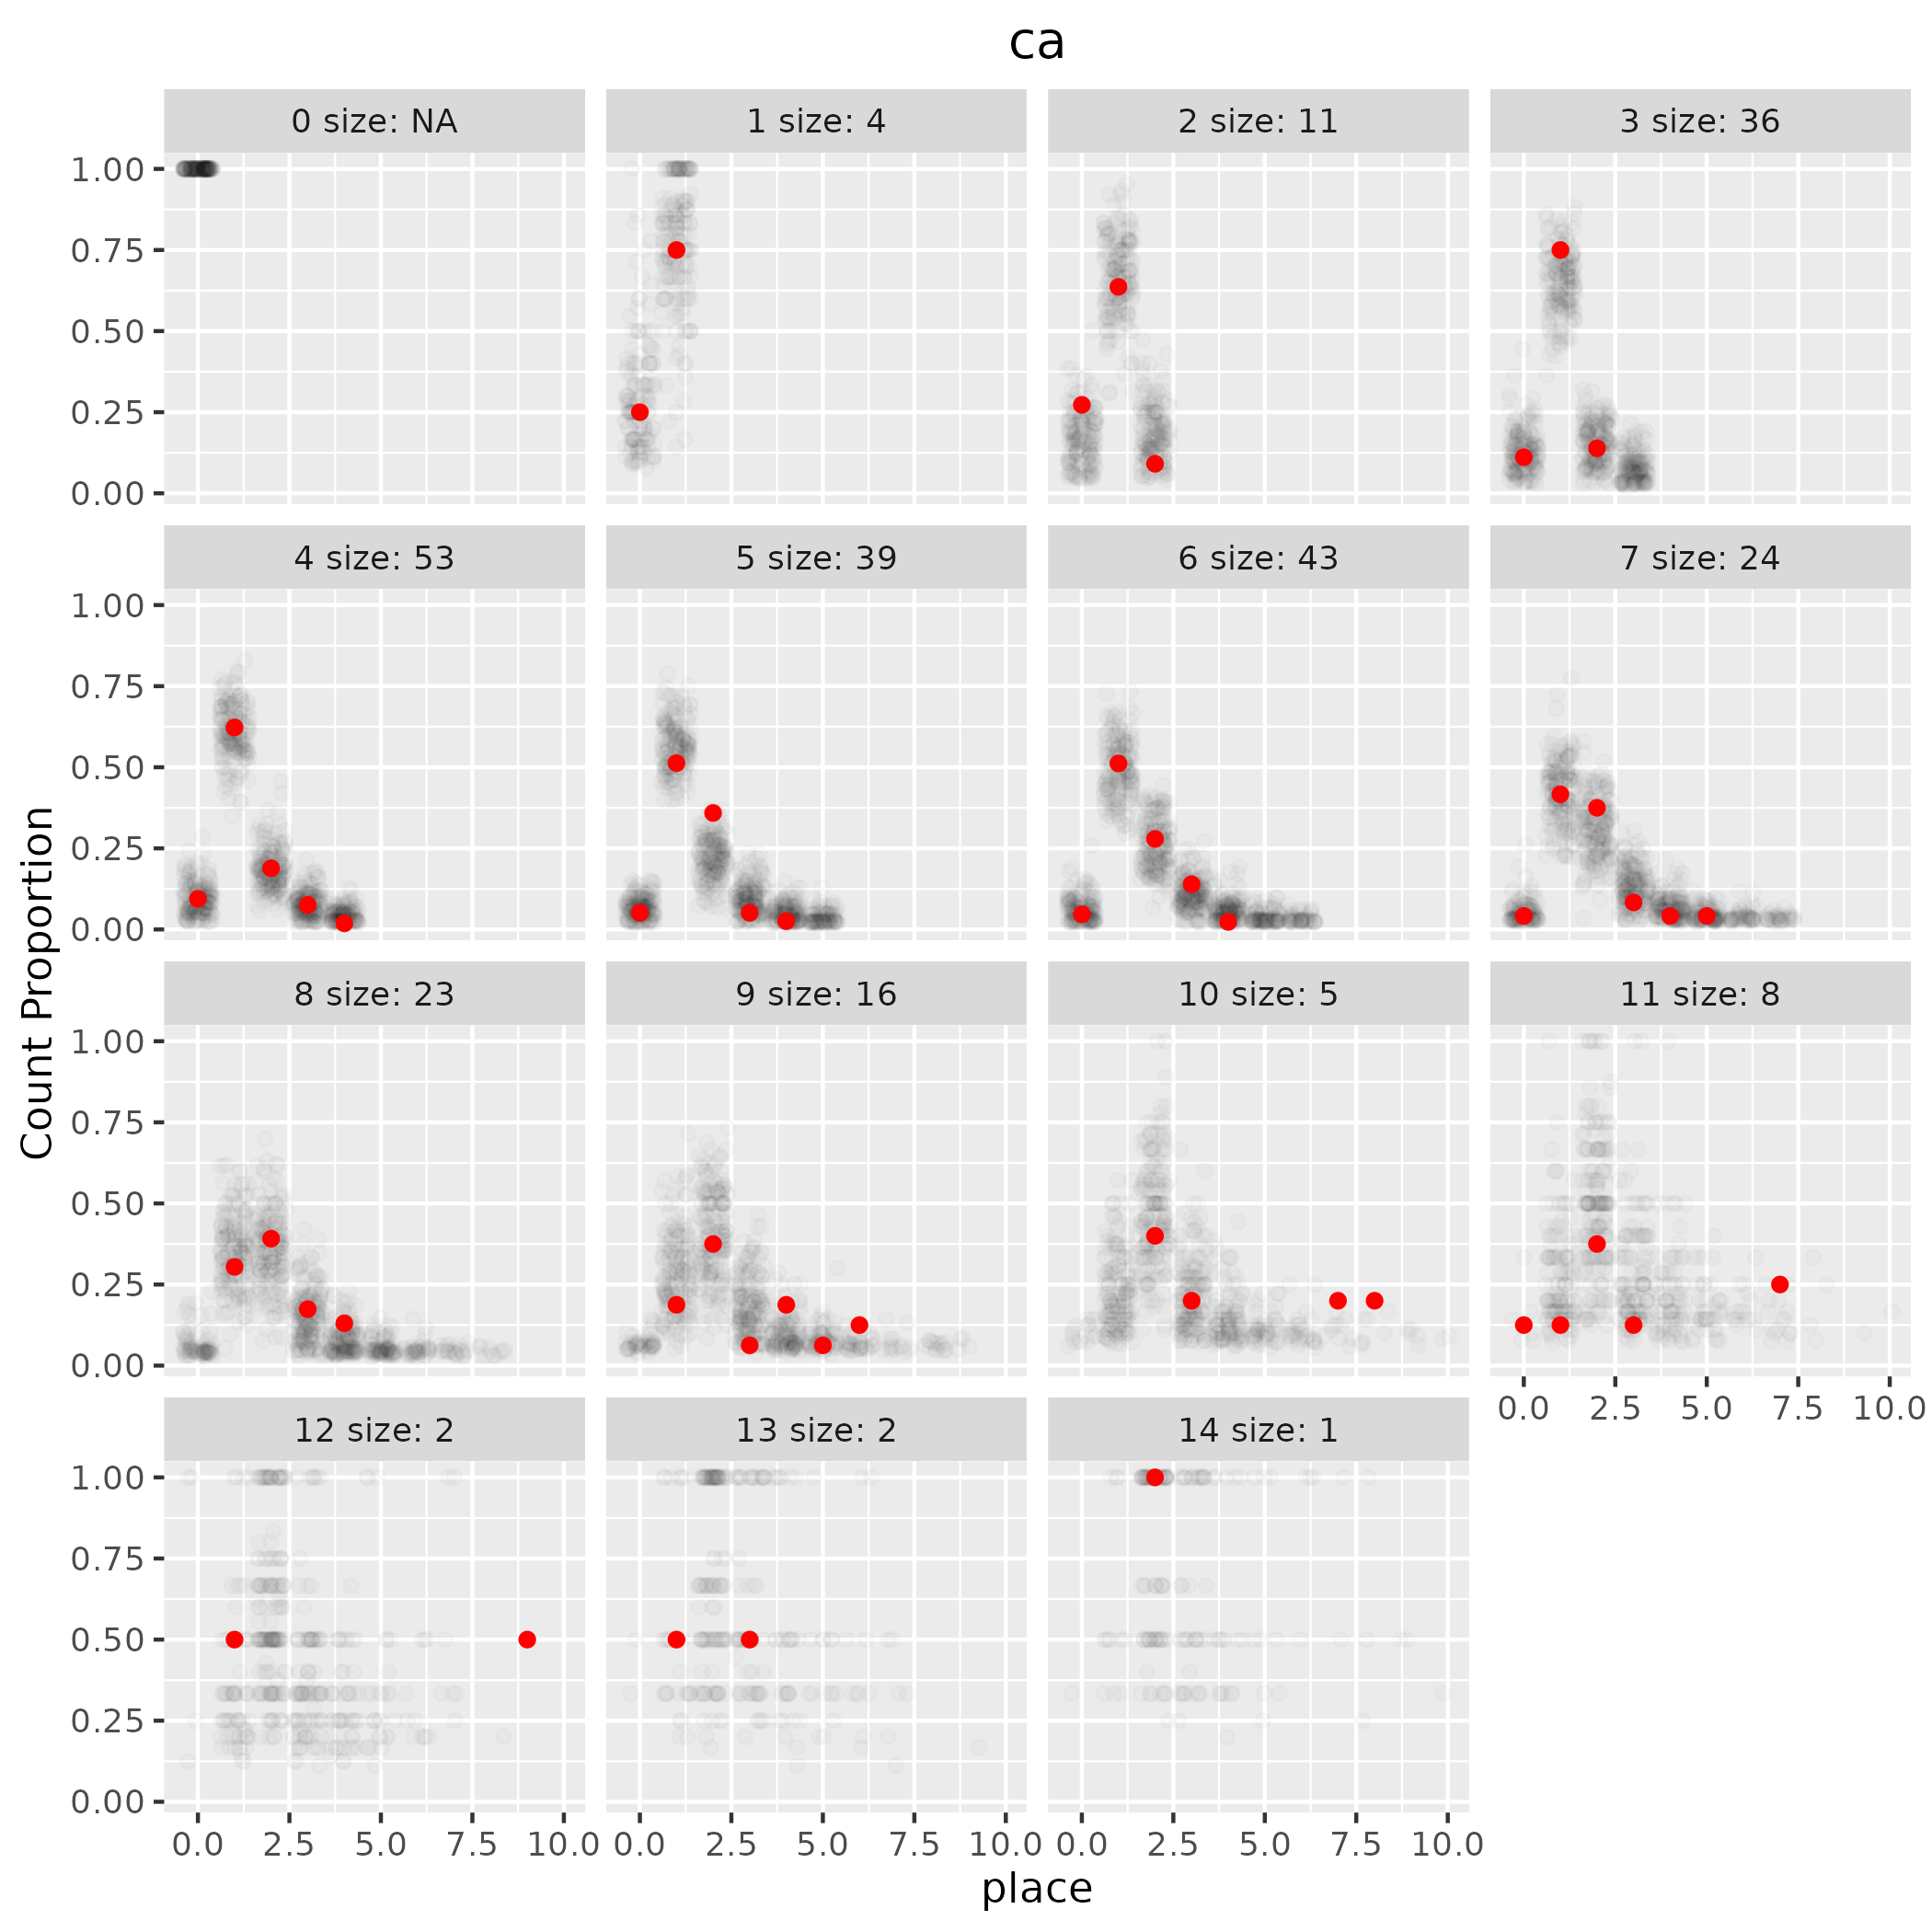 ca
0 size: NA
1 size: 4
2 size: 11
3 size: 36
1.00
0.75
0.50
0.25
0.00
4 size: 53
5 size: 39
6 size: 43
7 size: 24
1.00
0.75
0.50
0.25
0.00
8 size: 23
9 size: 16
10 size: 5
11 size: 8
1.00
0.75
0.50
0.25
0.00
0.0 2.5 5.0 7.5 10.0
12 size: 2
13 size: 2
14 size: 1
1.00
0.75
0.50
0.25
0.00
0.0 2.5 5.0 7.5 10.0
0.0 2.5 5.0 7.5 10.0
0.0 2.5 5.0 7.5 10.0
place
Count Proportion